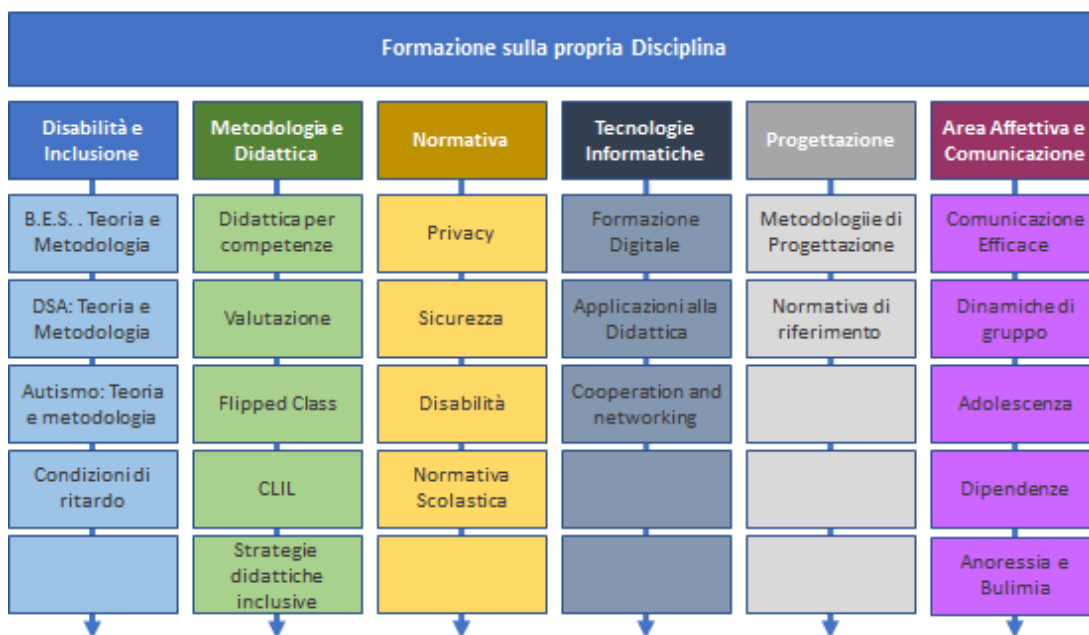 Formazione sulla propria Disciplina
Disabilità e
Inclusione
B.E.S. . Teoria e
Metodologia
DSA: Teoria e
Metodologia
Autismo: Teoria
e metodologia
Condizioni di
ritardo
Metodologia e
Didattica
Didattica per
competenze
Valutazione
Flipped Class
CLIL
Strategie
didattiche
inclusive
Normativa
Privacy
Sicurezza
Disabilità
Normativa
Scolastica
Tecnologie
Informatiche
Formazione
Digitale
Applicazioni alla
Didattica
Cooperation and
networking
Progettazione
Metodologiie di
Progettazione
Normativa di
riferimento
Area Affettiva e
Comunicazione
Comunicazione
Efficace
Dinamiche di
gruppo
Adolescenza
Dipendenze
Anoressia e
Bulimia